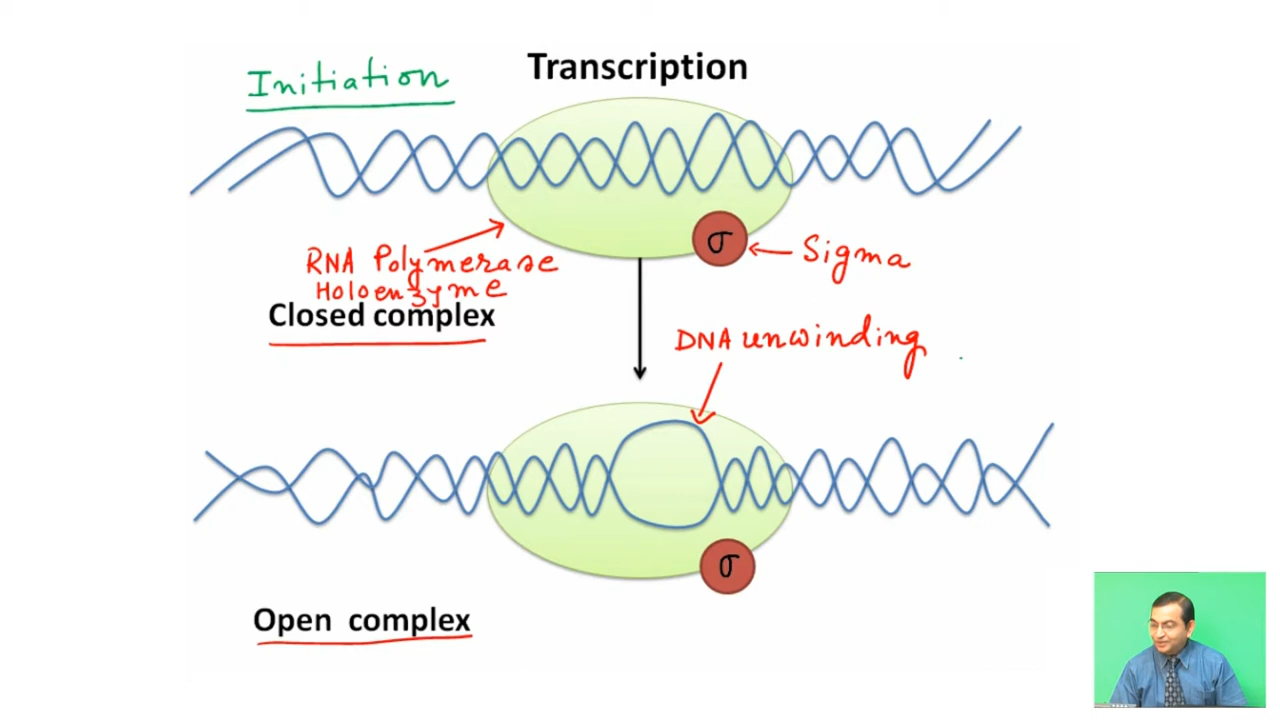 Transcription
Initiation
σ
Sigma
RNA Polymerase
Holoenzyme
Closed complex
DNA unwinding
σ
Open complex